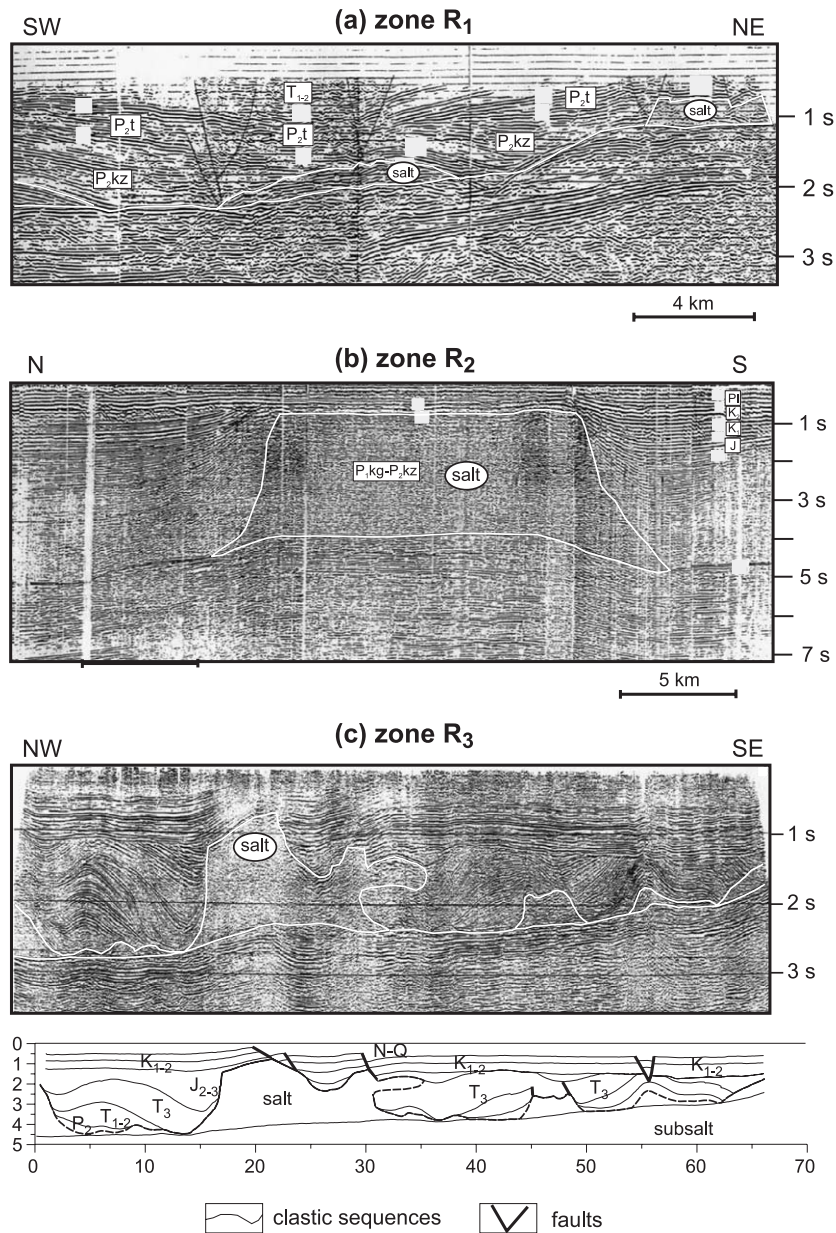 (a) zone R₁
SW
NE
T₁₋₂
P₂t
P₂t
P₂t
P₂kz
P₂kz
salt
salt
1 s
2 s
3 s
4 km
(b) zone R₂
N
S
Pl
K₂
K₁
J
P₁kg-P₂kz
salt
1 s
3 s
5 s
7 s
5 km
(c) zone R₃
NW
SE
salt
1 s
2 s
3 s
0
1
2
3
4
5
N-Q
K₁₋₂
K₁₋₂
K₁₋₂
J₂₋₃
T₃
T₃
T₃
T₁₋₂
P₂
salt
subsalt
0 10 20 30 40 50 60 70
clastic sequences
faults